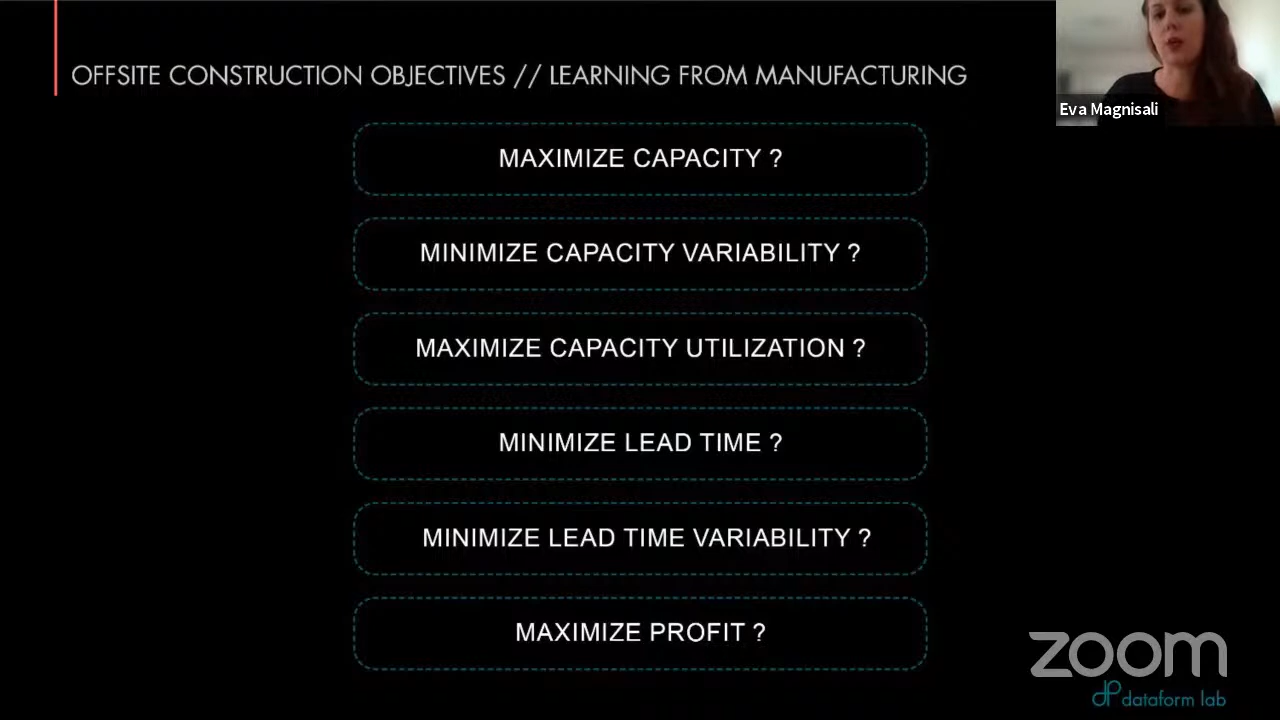 OFFSITE CONSTRUCTION OBJECTIVES // LEARNING FROM MANUFACTURING
Eva Magnisali
MAXIMIZE CAPACITY ?
MINIMIZE CAPACITY VARIABILITY ?
MAXIMIZE CAPACITY UTILIZATION ?
MINIMIZE LEAD TIME ?
MINIMIZE LEAD TIME VARIABILITY ?
MAXIMIZE PROFIT ?
zoom
dataform lab